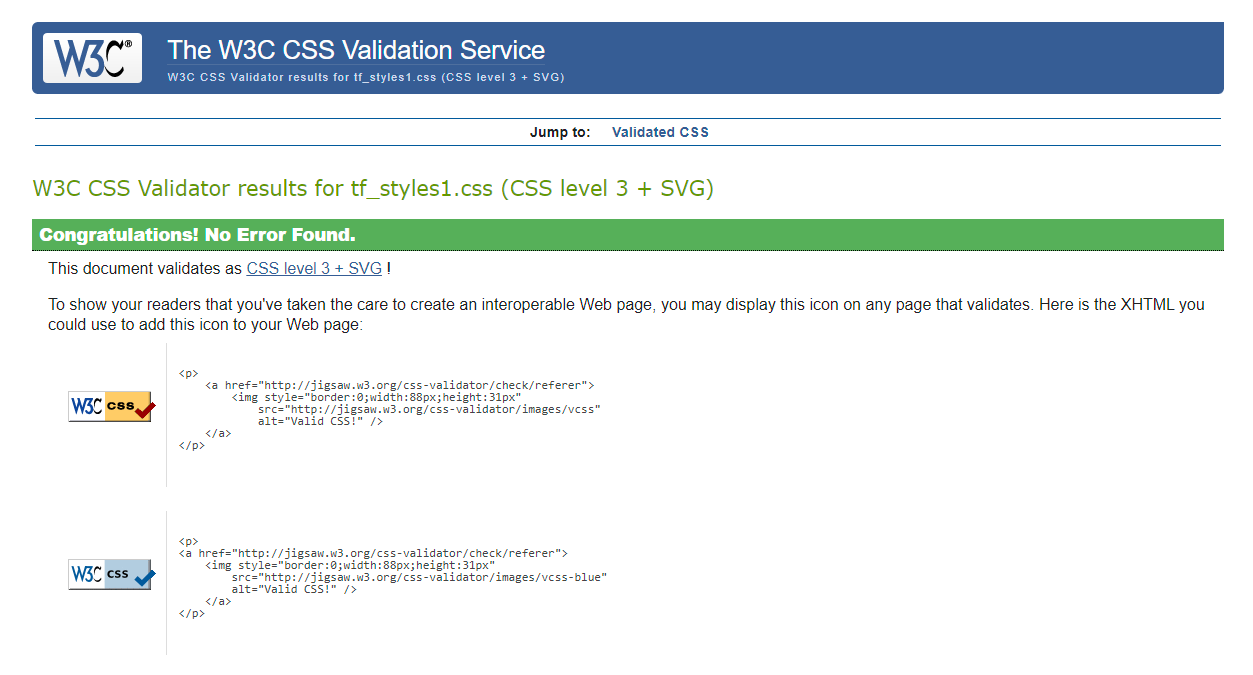 W3C®
The W3C CSS Validation Service
W3C CSS Validator results for tf_styles1.css (CSS level 3 + SVG)
Jump to: Validated CSS
W3C CSS Validator results for tf_styles1.css (CSS level 3 + SVG)
Congratulations! No Error Found.
This document validates as CSS level 3 + SVG !
To show your readers that you've taken the care to create an interoperable Web page, you may display this icon on any page that validates. Here is the XHTML you
could use to add this icon to your Web page:
W3C css
<p>
    <a href="http://jigsaw.w3.org/css-validator/check/referer">
        <img style="border:0;width:88px;height:31px"
            src="http://jigsaw.w3.org/css-validator/images/vcss"
            alt="Valid CSS!" />
    </a>
</p>
W3C css
<p>
<a href="http://jigsaw.w3.org/css-validator/check/referer">
    <img style="border:0;width:88px;height:31px"
        src="http://jigsaw.w3.org/css-validator/images/vcss-blue"
        alt="Valid CSS!" />
    </a>
</p>